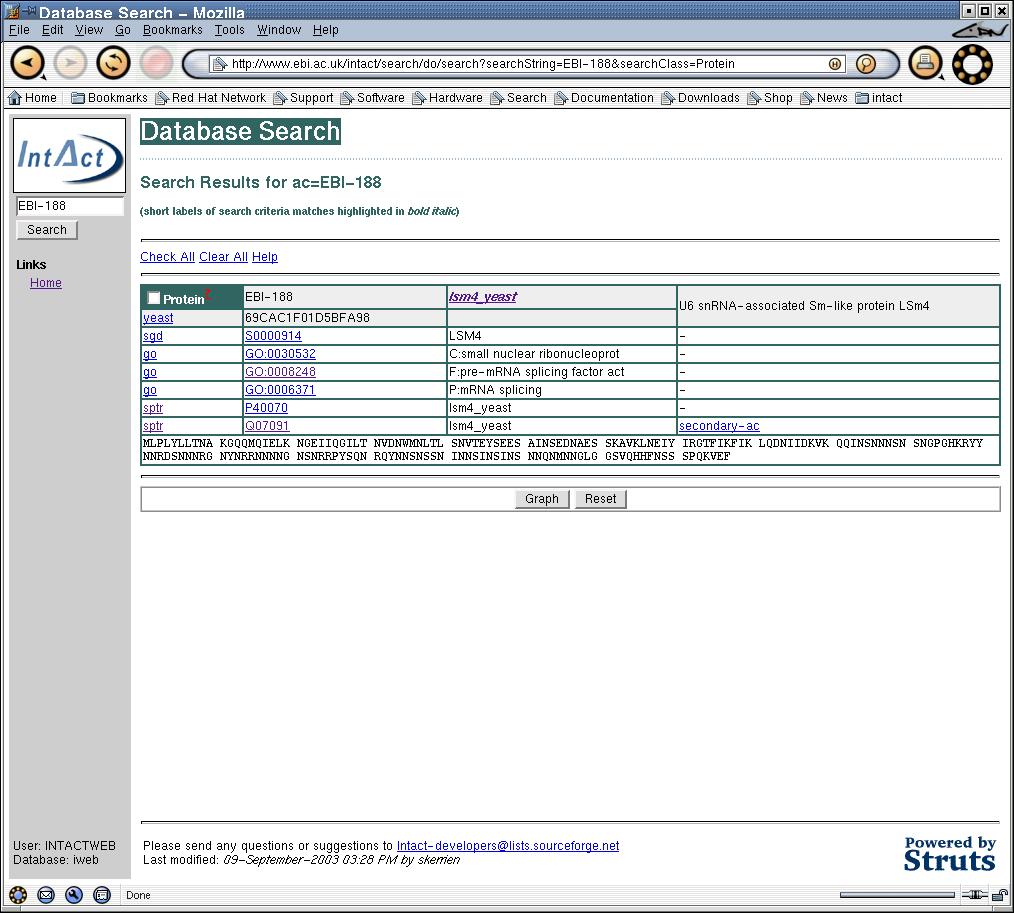 Database Search – Mozilla
File Edit View Go Bookmarks Tools Window Help
http://www.ebi.ac.uk/intact/search/do/search?searchString=EBI-188&searchClass=Protein
Home Bookmarks Red Hat Network Support Software Hardware Search Documentation Downloads Shop News intact
IntAct
EBI-188
Search
Links
Home
Database Search
Search Results for ac=EBI-188
(short labels of search criteria matches highlighted in bold italic)
Check All Clear All Help
Protein? EBI-188 lsm4_yeast U6 snRNA-associated Sm-like protein LSm4
yeast 69CAC1F01D5BFA98
sgd S0000914 LSM4 -
go GO:0030532 C:small nuclear ribonucleoprot -
go GO:0008248 F:pre-mRNA splicing factor act -
go GO:0006371 P:mRNA splicing -
sptr P40070 lsm4_yeast -
sptr Q07091 lsm4_yeast secondary-ac
MLPLYLLTNA KGQQMQIELK NGEIIQGILT NVDNWMNLTL SNVTEYSEES AINSEDNAES SKAVKLNEIY IRGTFIKFIK LQDNIIDKVK QQINSNNNSN SNGPGHKRYY
NNRDSNNNRG NYNRRNNNNG NSNRRPYSQN RQYNNSNSSN INNSINSINS NNQNMNNGLG GSVQHHFNSS SPQKVEF
Graph Reset
User: INTACTWEB
Database: iweb
Please send any questions or suggestions to Intact-developers@lists.sourceforge.net
Last modified: 09-September-2003 03:28 PM by skerrien
Powered by
Struts
Done